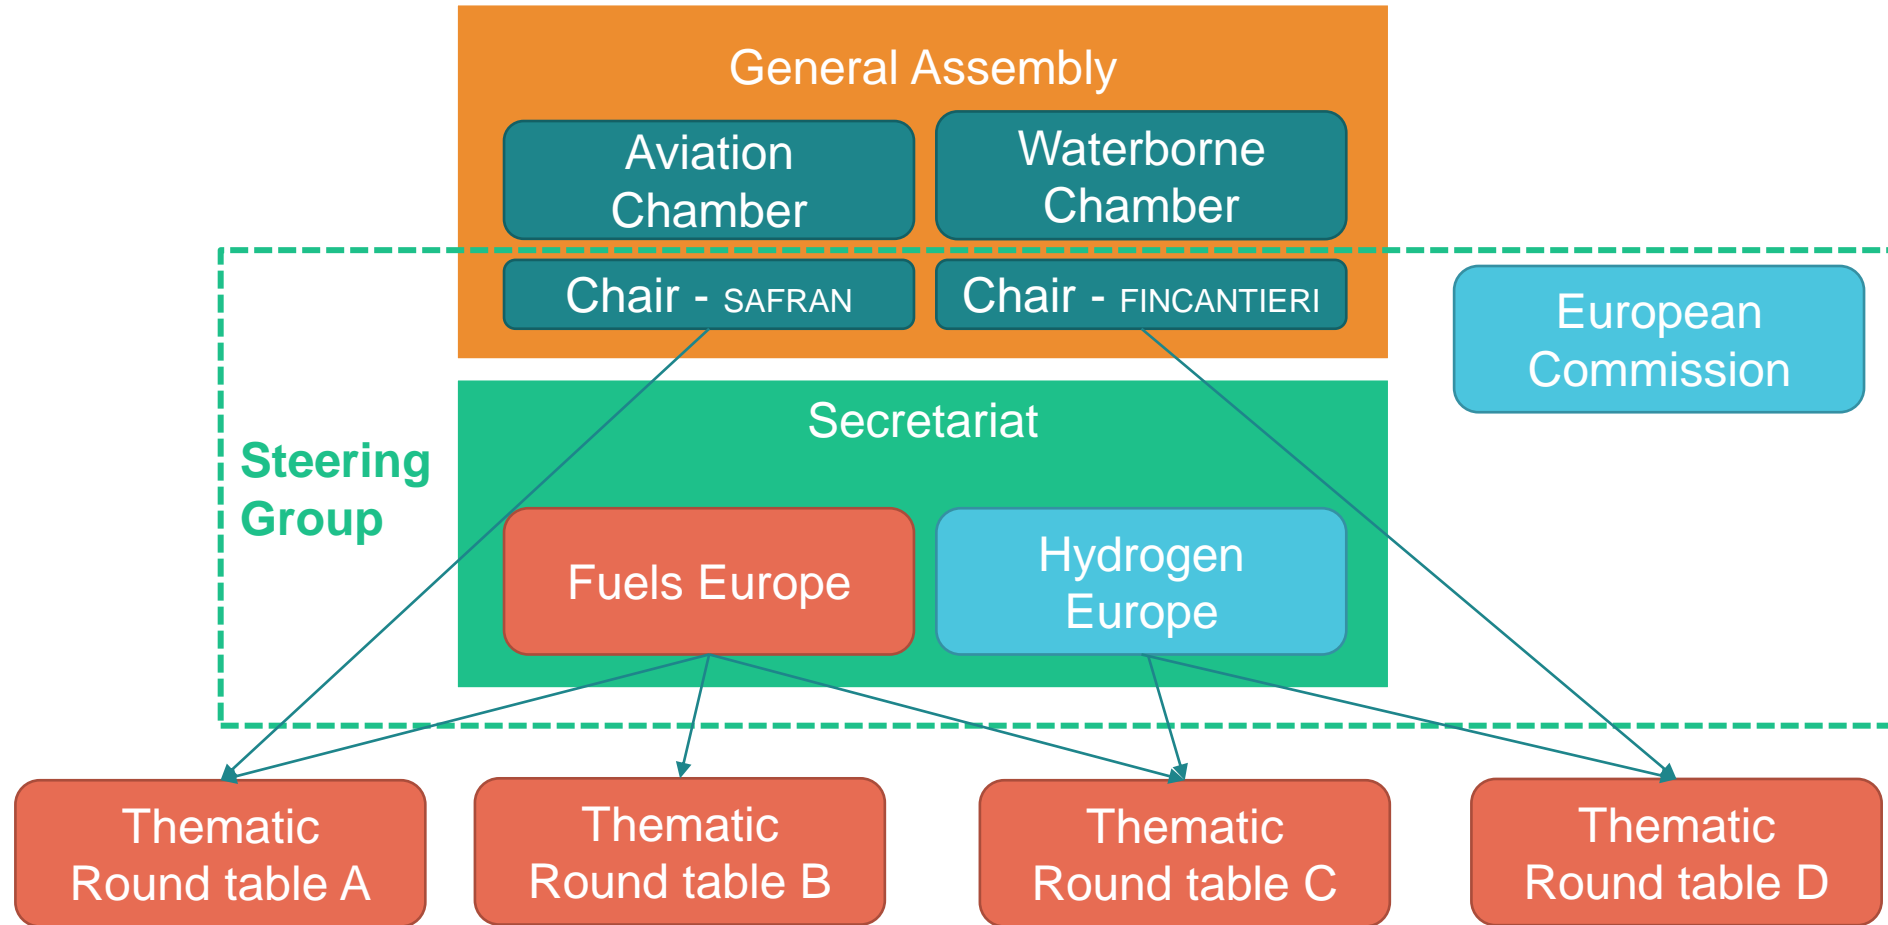 General Assembly
Aviation
Chamber
Waterborne
Chamber
Chair - SAFRAN
Chair - FINCANTIERI
European
Commission
Secretariat
Steering
Group
Fuels Europe
Hydrogen
Europe
Thematic
Round table A
Thematic
Round table B
Thematic
Round table C
Thematic
Round table D